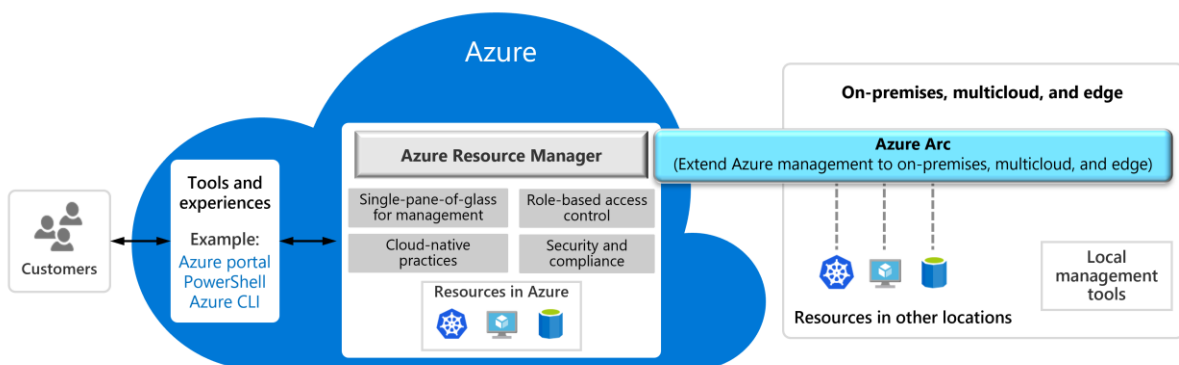 Azure
Customers
Tools and
experiences
Example:
Azure portal
PowerShell
Azure CLI
Azure Resource Manager
Single-pane-of-glass
for management
Role-based access
control
Cloud-native
practices
Security and
compliance
Resources in Azure
On-premises, multicloud, and edge
Azure Arc
(Extend Azure management to on-premises, multicloud, and edge)
Resources in other locations
Local
management
tools